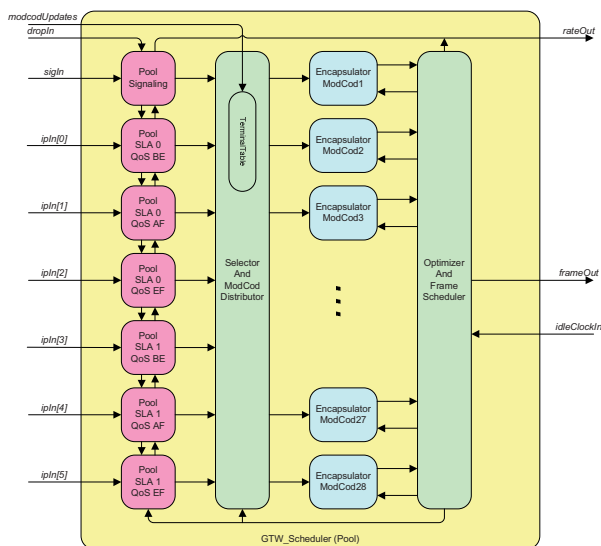 modcodUpdates
dropIn
rateOut
sigIn
Pool
Signaling
Encapsulator
ModCod1
TerminalTable
ipIn[0]
Pool
SLA 0
QoS BE
Encapsulator
ModCod2
ipIn[1]
Pool
SLA 0
QoS AF
Encapsulator
ModCod3
ipIn[2]
Pool
SLA 0
QoS EF
Selector
And
ModCod
Distributor
Optimizer
And
Frame
Scheduler
frameOut
idleClockIn
ipIn[3]
Pool
SLA 1
QoS BE
ipIn[4]
Pool
SLA 1
QoS AF
Encapsulator
ModCod27
ipIn[5]
Pool
SLA 1
QoS EF
Encapsulator
ModCod28
GTW_Scheduler (Pool)